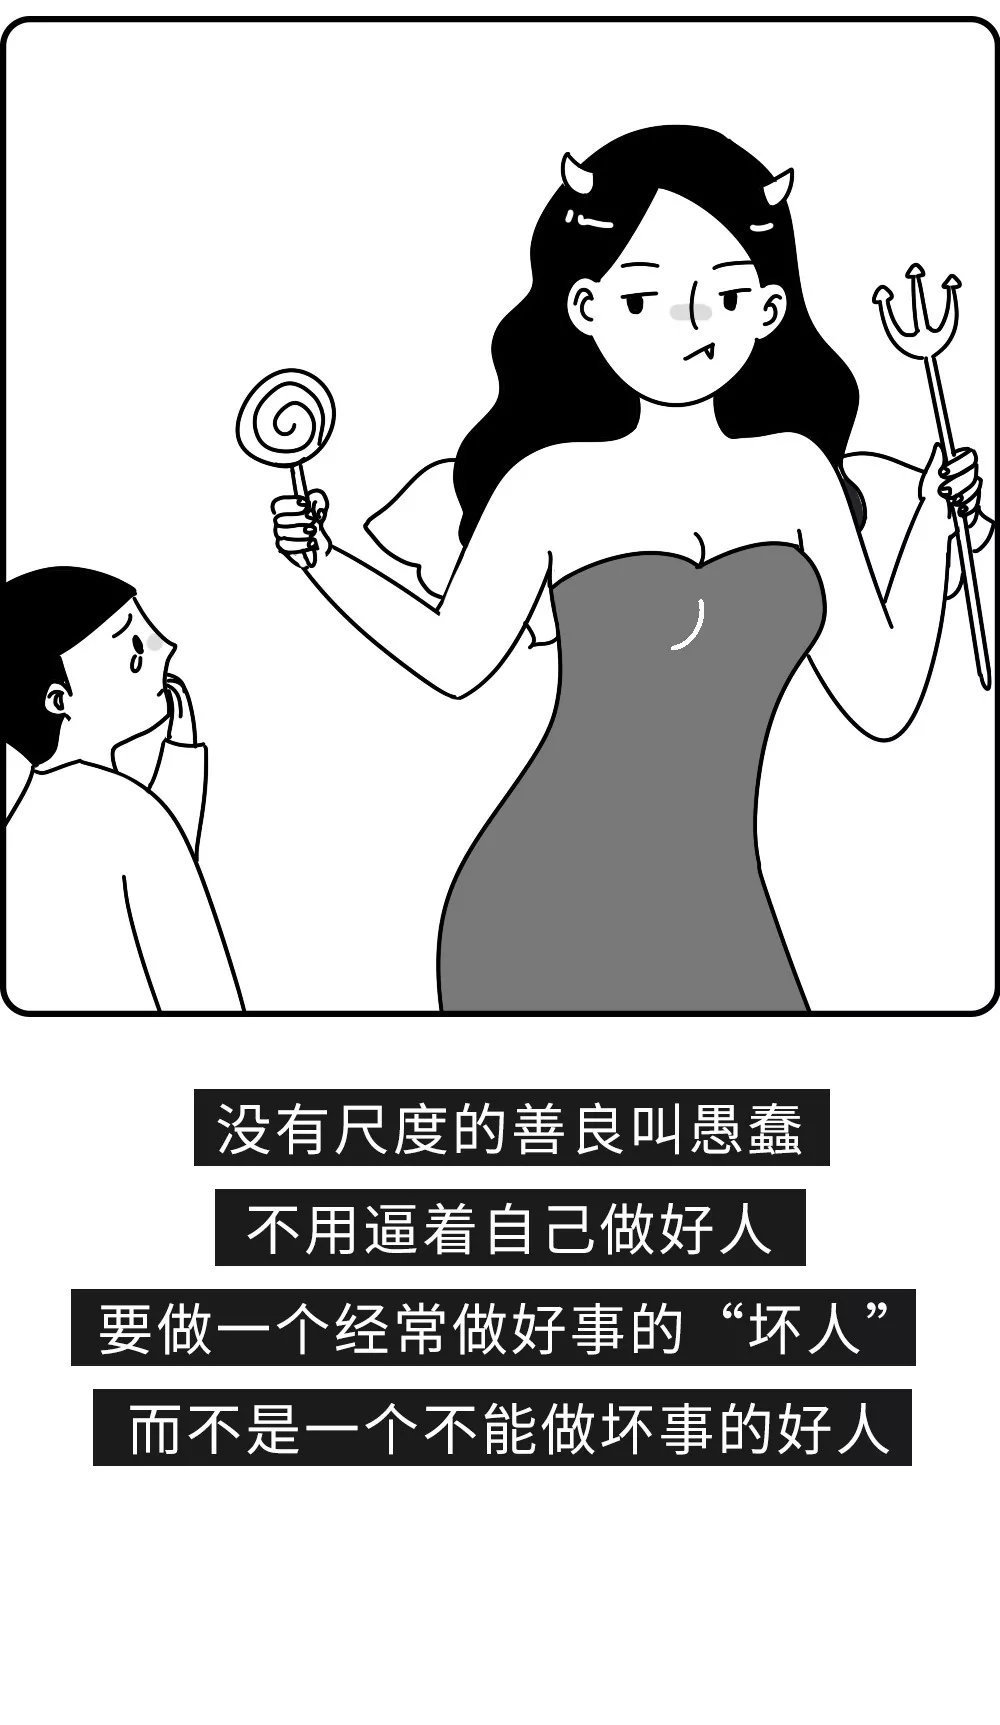 没有尺度的善良叫愚蠢
不用逼着自己做好人
要做一个经常做好事的“坏人”
而不是一个不能做坏事的好人